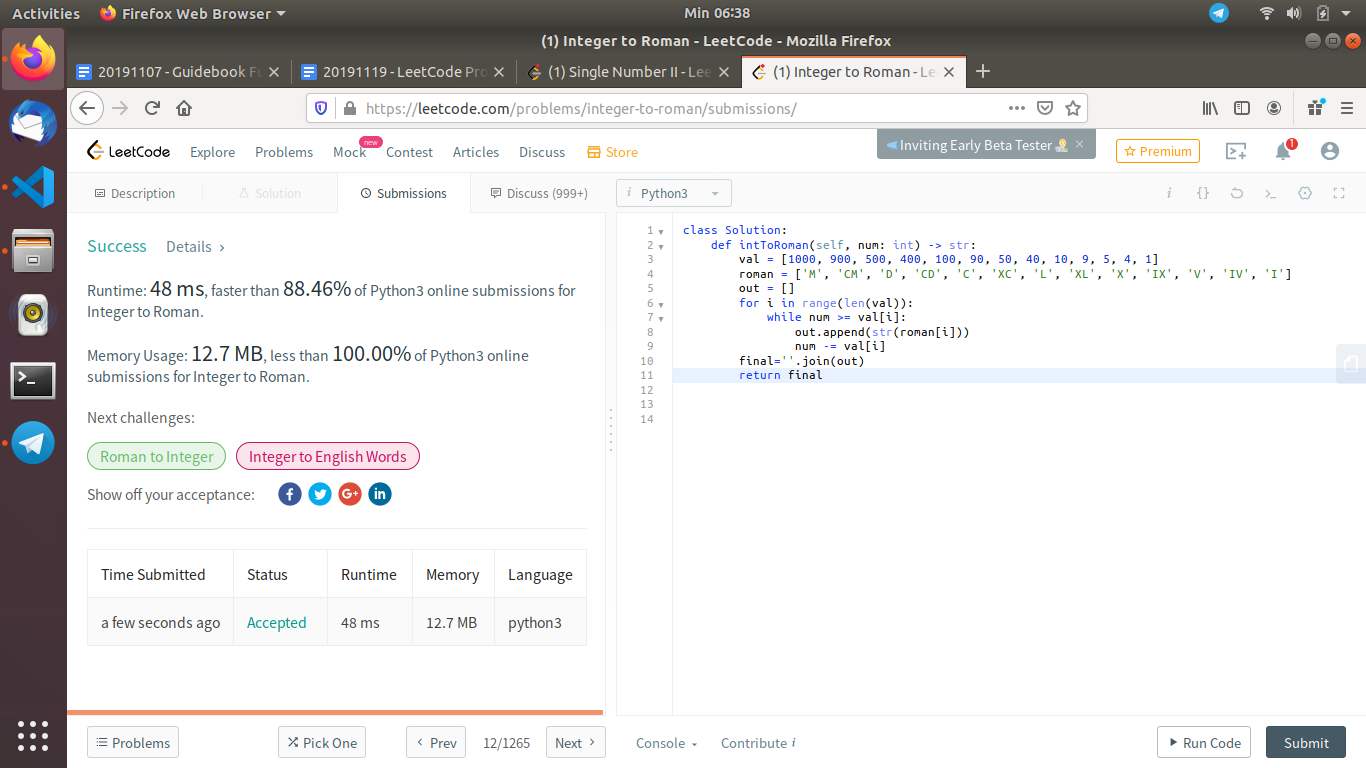 Activities Firefox Web Browser Min 06:38
(1) Integer to Roman - LeetCode - Mozilla Firefox
20191107 - Guidebook F 20191119 - LeetCode Pro (1) Single Number II - Lee (1) Integer to Roman - Le
https://leetcode.com/problems/integer-to-roman/submissions/
LeetCode Explore Problems Mock new Contest Articles Discuss Store Inviting Early Beta Tester Premium 1
Description Solution Submissions Discuss (999+) i Python3
Success Details
Runtime: 48 ms, faster than 88.46% of Python3 online submissions for
Integer to Roman.
Memory Usage: 12.7 MB, less than 100.00% of Python3 online
submissions for Integer to Roman.
Next challenges:
Roman to Integer Integer to English Words
Show off your acceptance:
Time Submitted Status Runtime Memory Language
a few seconds ago Accepted 48 ms 12.7 MB python3
1 class Solution:
2 def intToRoman(self, num: int) -> str:
3 val = [1000, 900, 500, 400, 100, 90, 50, 40, 10, 9, 5, 4, 1]
4 roman = ['M', 'CM', 'D', 'CD', 'C', 'XC', 'L', 'XL', 'X', 'IX', 'V', 'IV', 'I']
5 out = []
6 for i in range(len(val)):
7 while num >= val[i]:
8 out.append(str(roman[i]))
9 num -= val[i]
10 final=''.join(out)
11 return final
12
13
14
Problems Pick One Prev 12/1265 Next Console Contribute i Run Code Submit